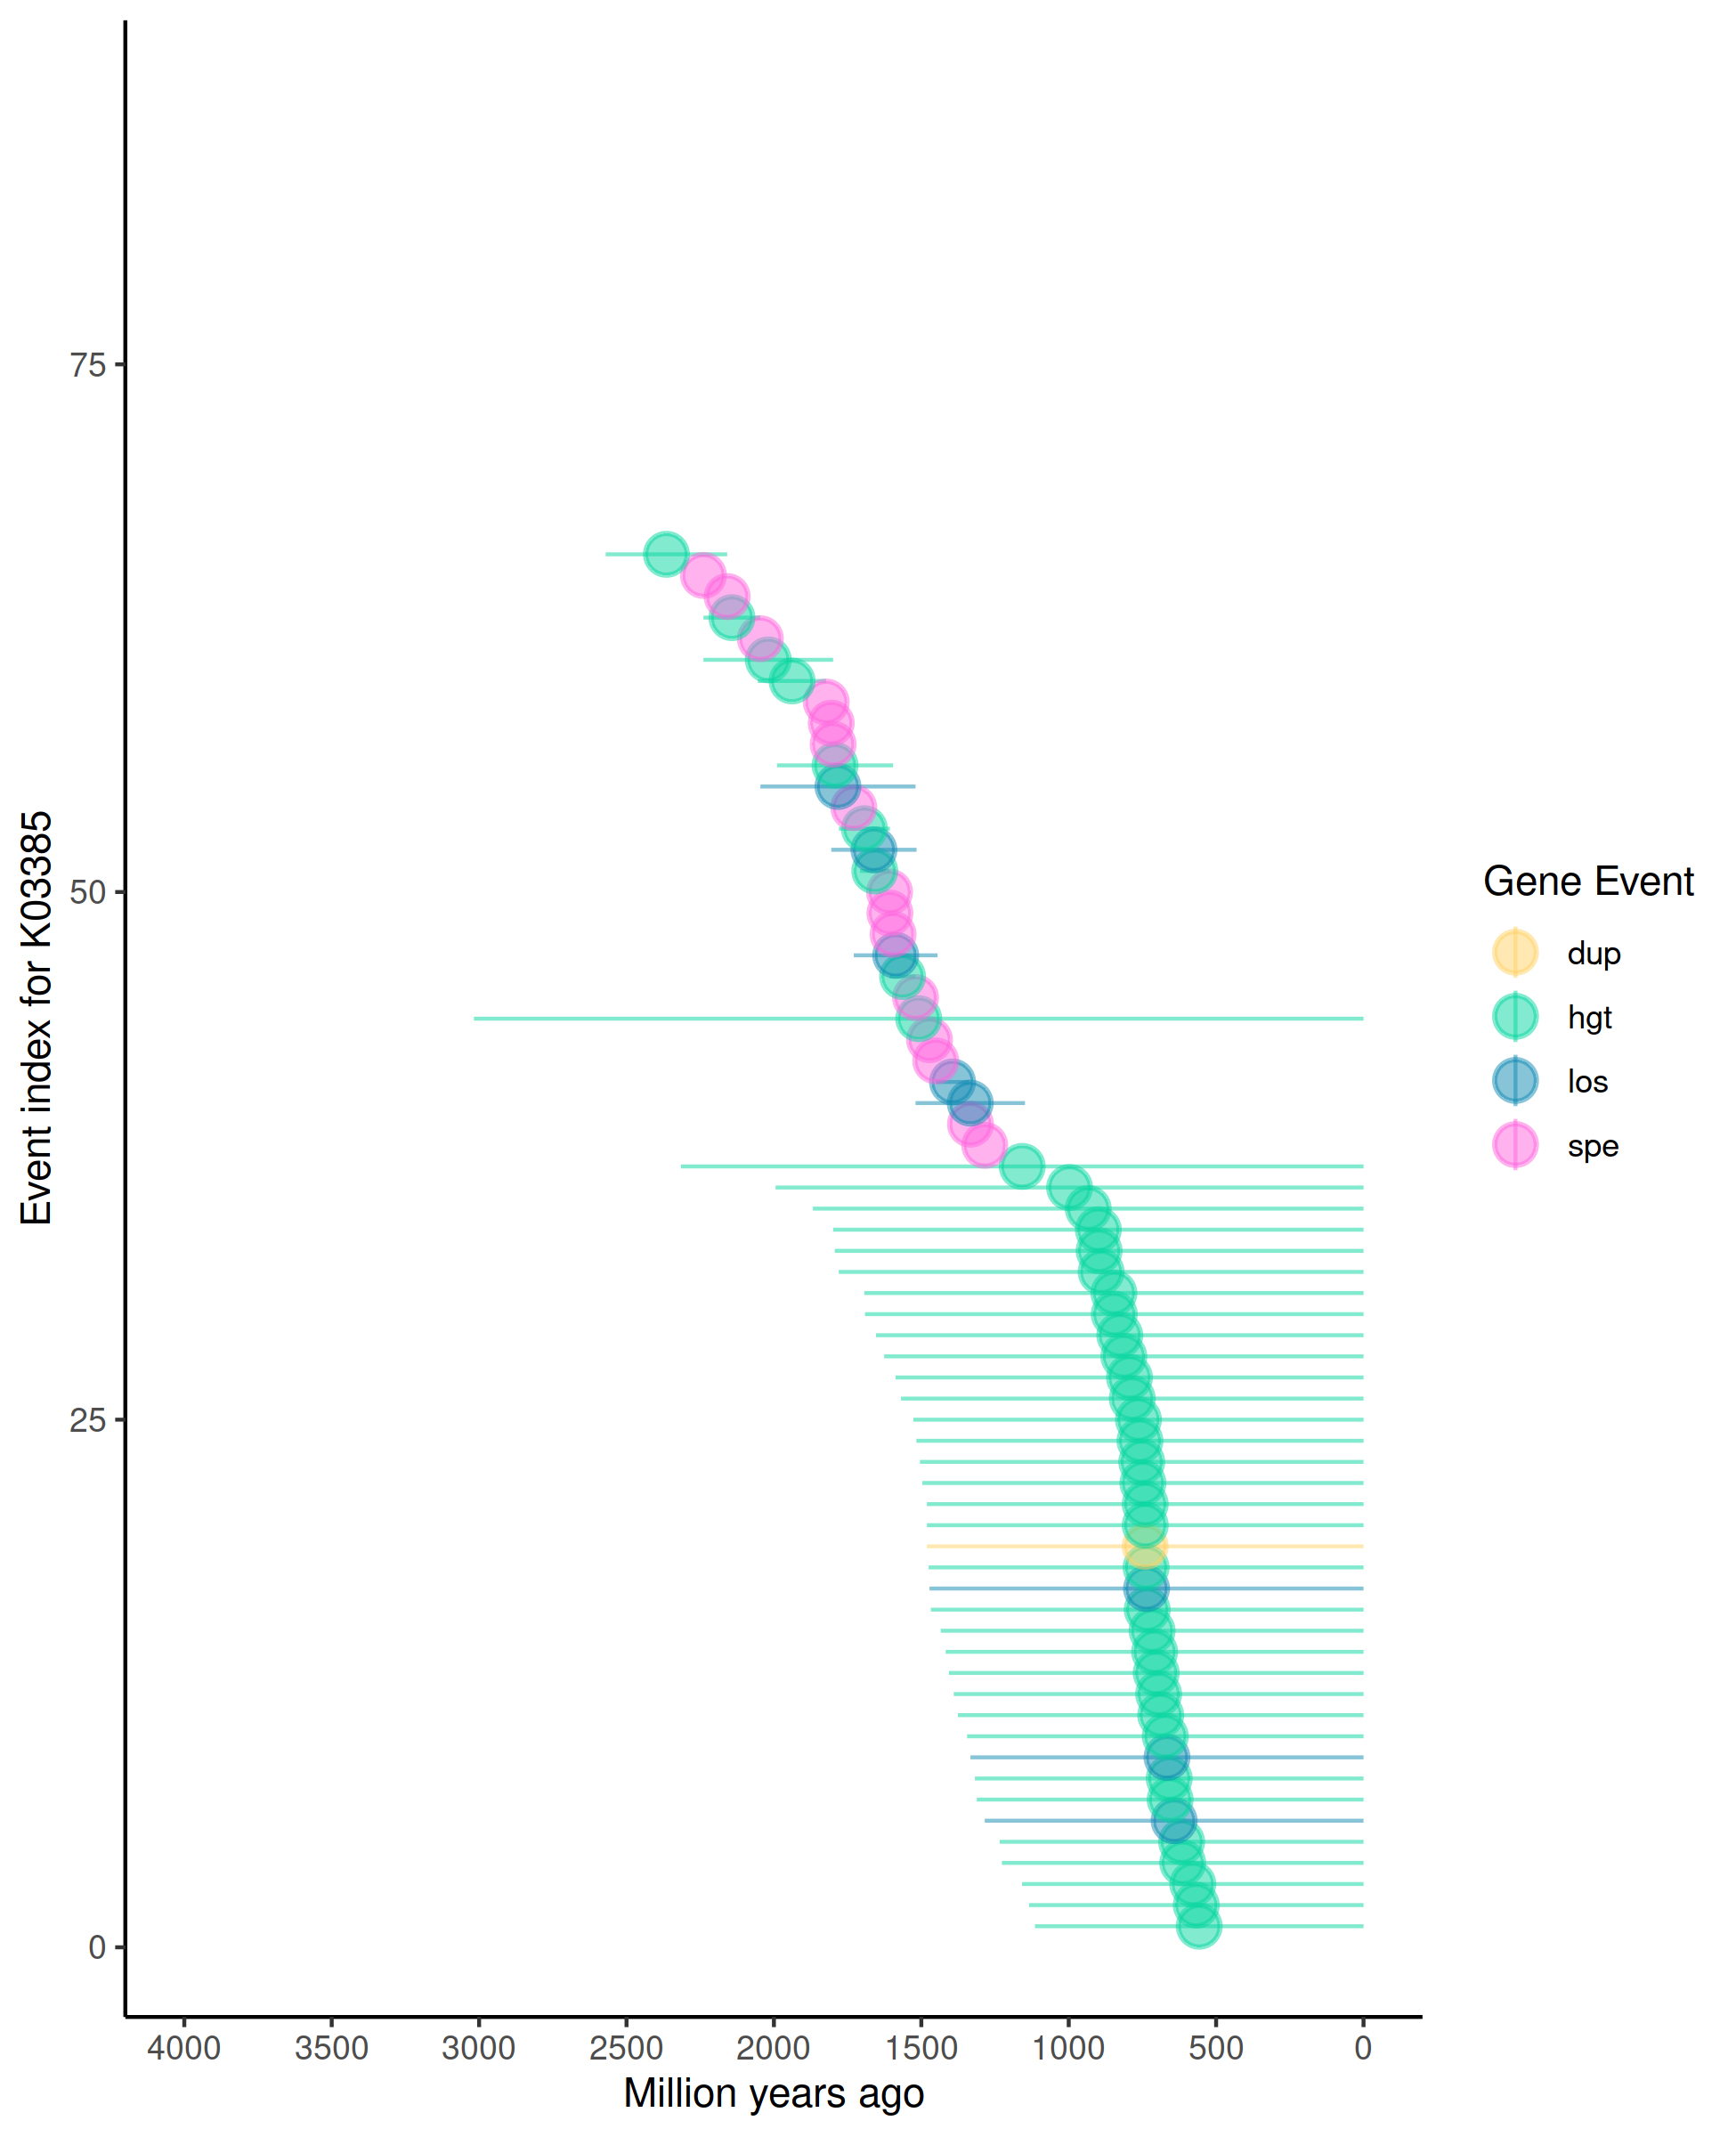 Event index for K03385
75
50
25
0
4000 3500 3000 2500 2000 1500 1000 500 0
Million years ago
Gene Event
dup
hgt
los
spe